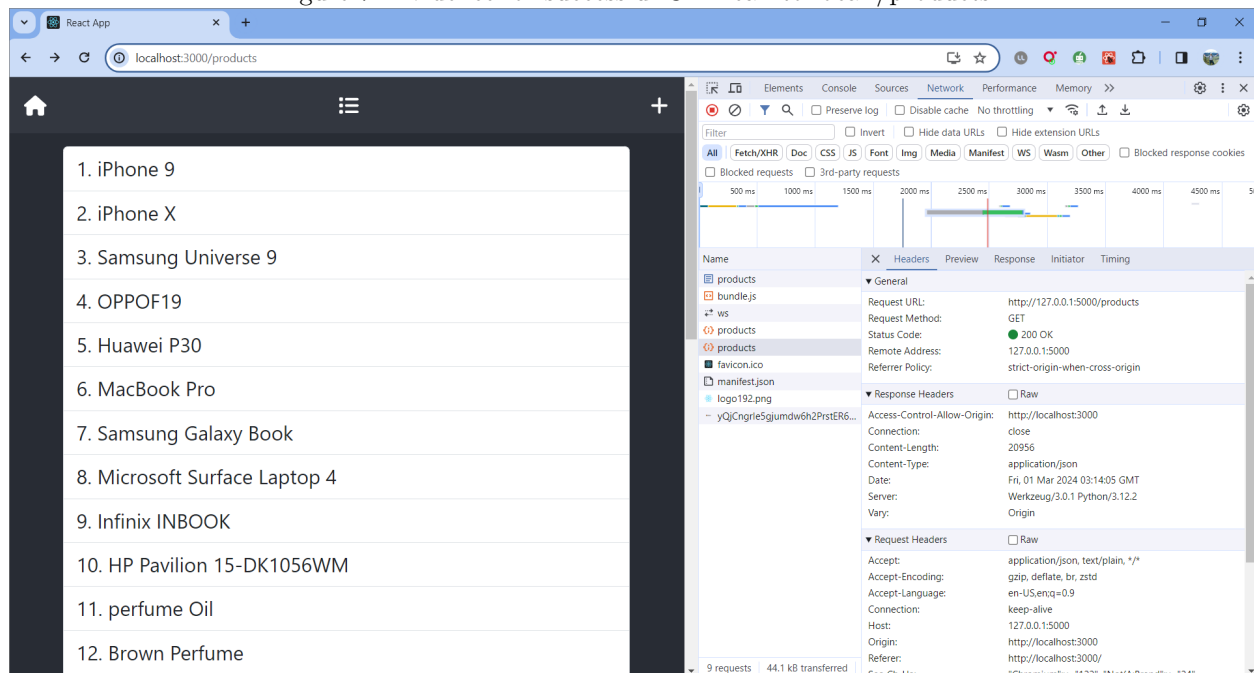 React App
localhost:3000/products
1. iPhone 9
2. iPhone X
3. Samsung Universe 9
4. OPPOF19
5. Huawei P30
6. MacBook Pro
7. Samsung Galaxy Book
8. Microsoft Surface Laptop 4
9. Infinix INBOOK
10. HP Pavilion 15-DK1056WM
11. perfume Oil
12. Brown Perfume
Elements Console Sources Network Performance Memory
Preserve log Disable cache No throttling
Filter Invert Hide data URLs Hide extension URLs
All Fetch/XHR Doc CSS JS Font Img Media Manifest WS Wasm Other Blocked response cookies
Blocked requests 3rd-party requests
500 ms 1000 ms 1500 ms 2000 ms 2500 ms 3000 ms 3500 ms 4000 ms 4500 ms
Name
products
bundle.js
ws
products
products
favicon.ico
manifest.json
logo192.png
yQjCngrle5gjumdw6h2PrstER6...
9 requests 44.1 kB transferred
Headers Preview Response Initiator Timing
General
Request URL: http://127.0.0.1:5000/products
Request Method: GET
Status Code: 200 OK
Remote Address: 127.0.0.1:5000
Referrer Policy: strict-origin-when-cross-origin
Response Headers Raw
Access-Control-Allow-Origin: http://localhost:3000
Connection: close
Content-Length: 20956
Content-Type: application/json
Date: Fri, 01 Mar 2024 03:14:05 GMT
Server: Werkzeug/3.0.1 Python/3.12.2
Vary: Origin
Request Headers Raw
Accept: application/json, text/plain, */*
Accept-Encoding: gzip, deflate, br, zstd
Accept-Language: en-US,en;q=0.9
Connection: keep-alive
Host: 127.0.0.1:5000
Origin: http://localhost:3000
Referer: http://localhost:3000/